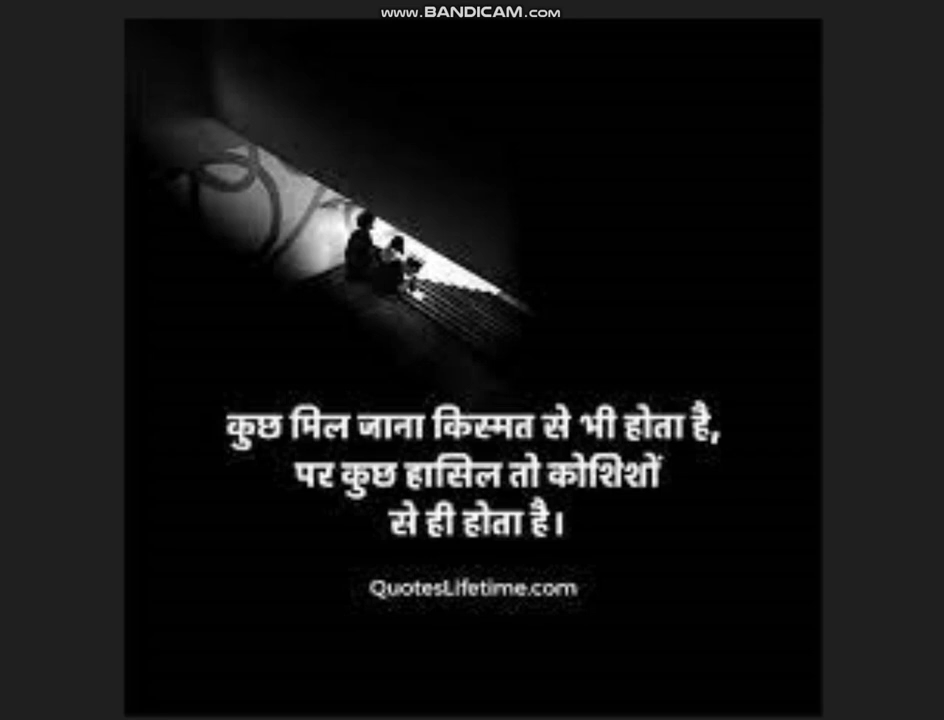 www.BANDICAM.com
कुछ मिल जाना किस्मत से भी होता है,
पर कुछ हासिल तो कोशिशों
से ही होता है।
QuotesLifetime.com